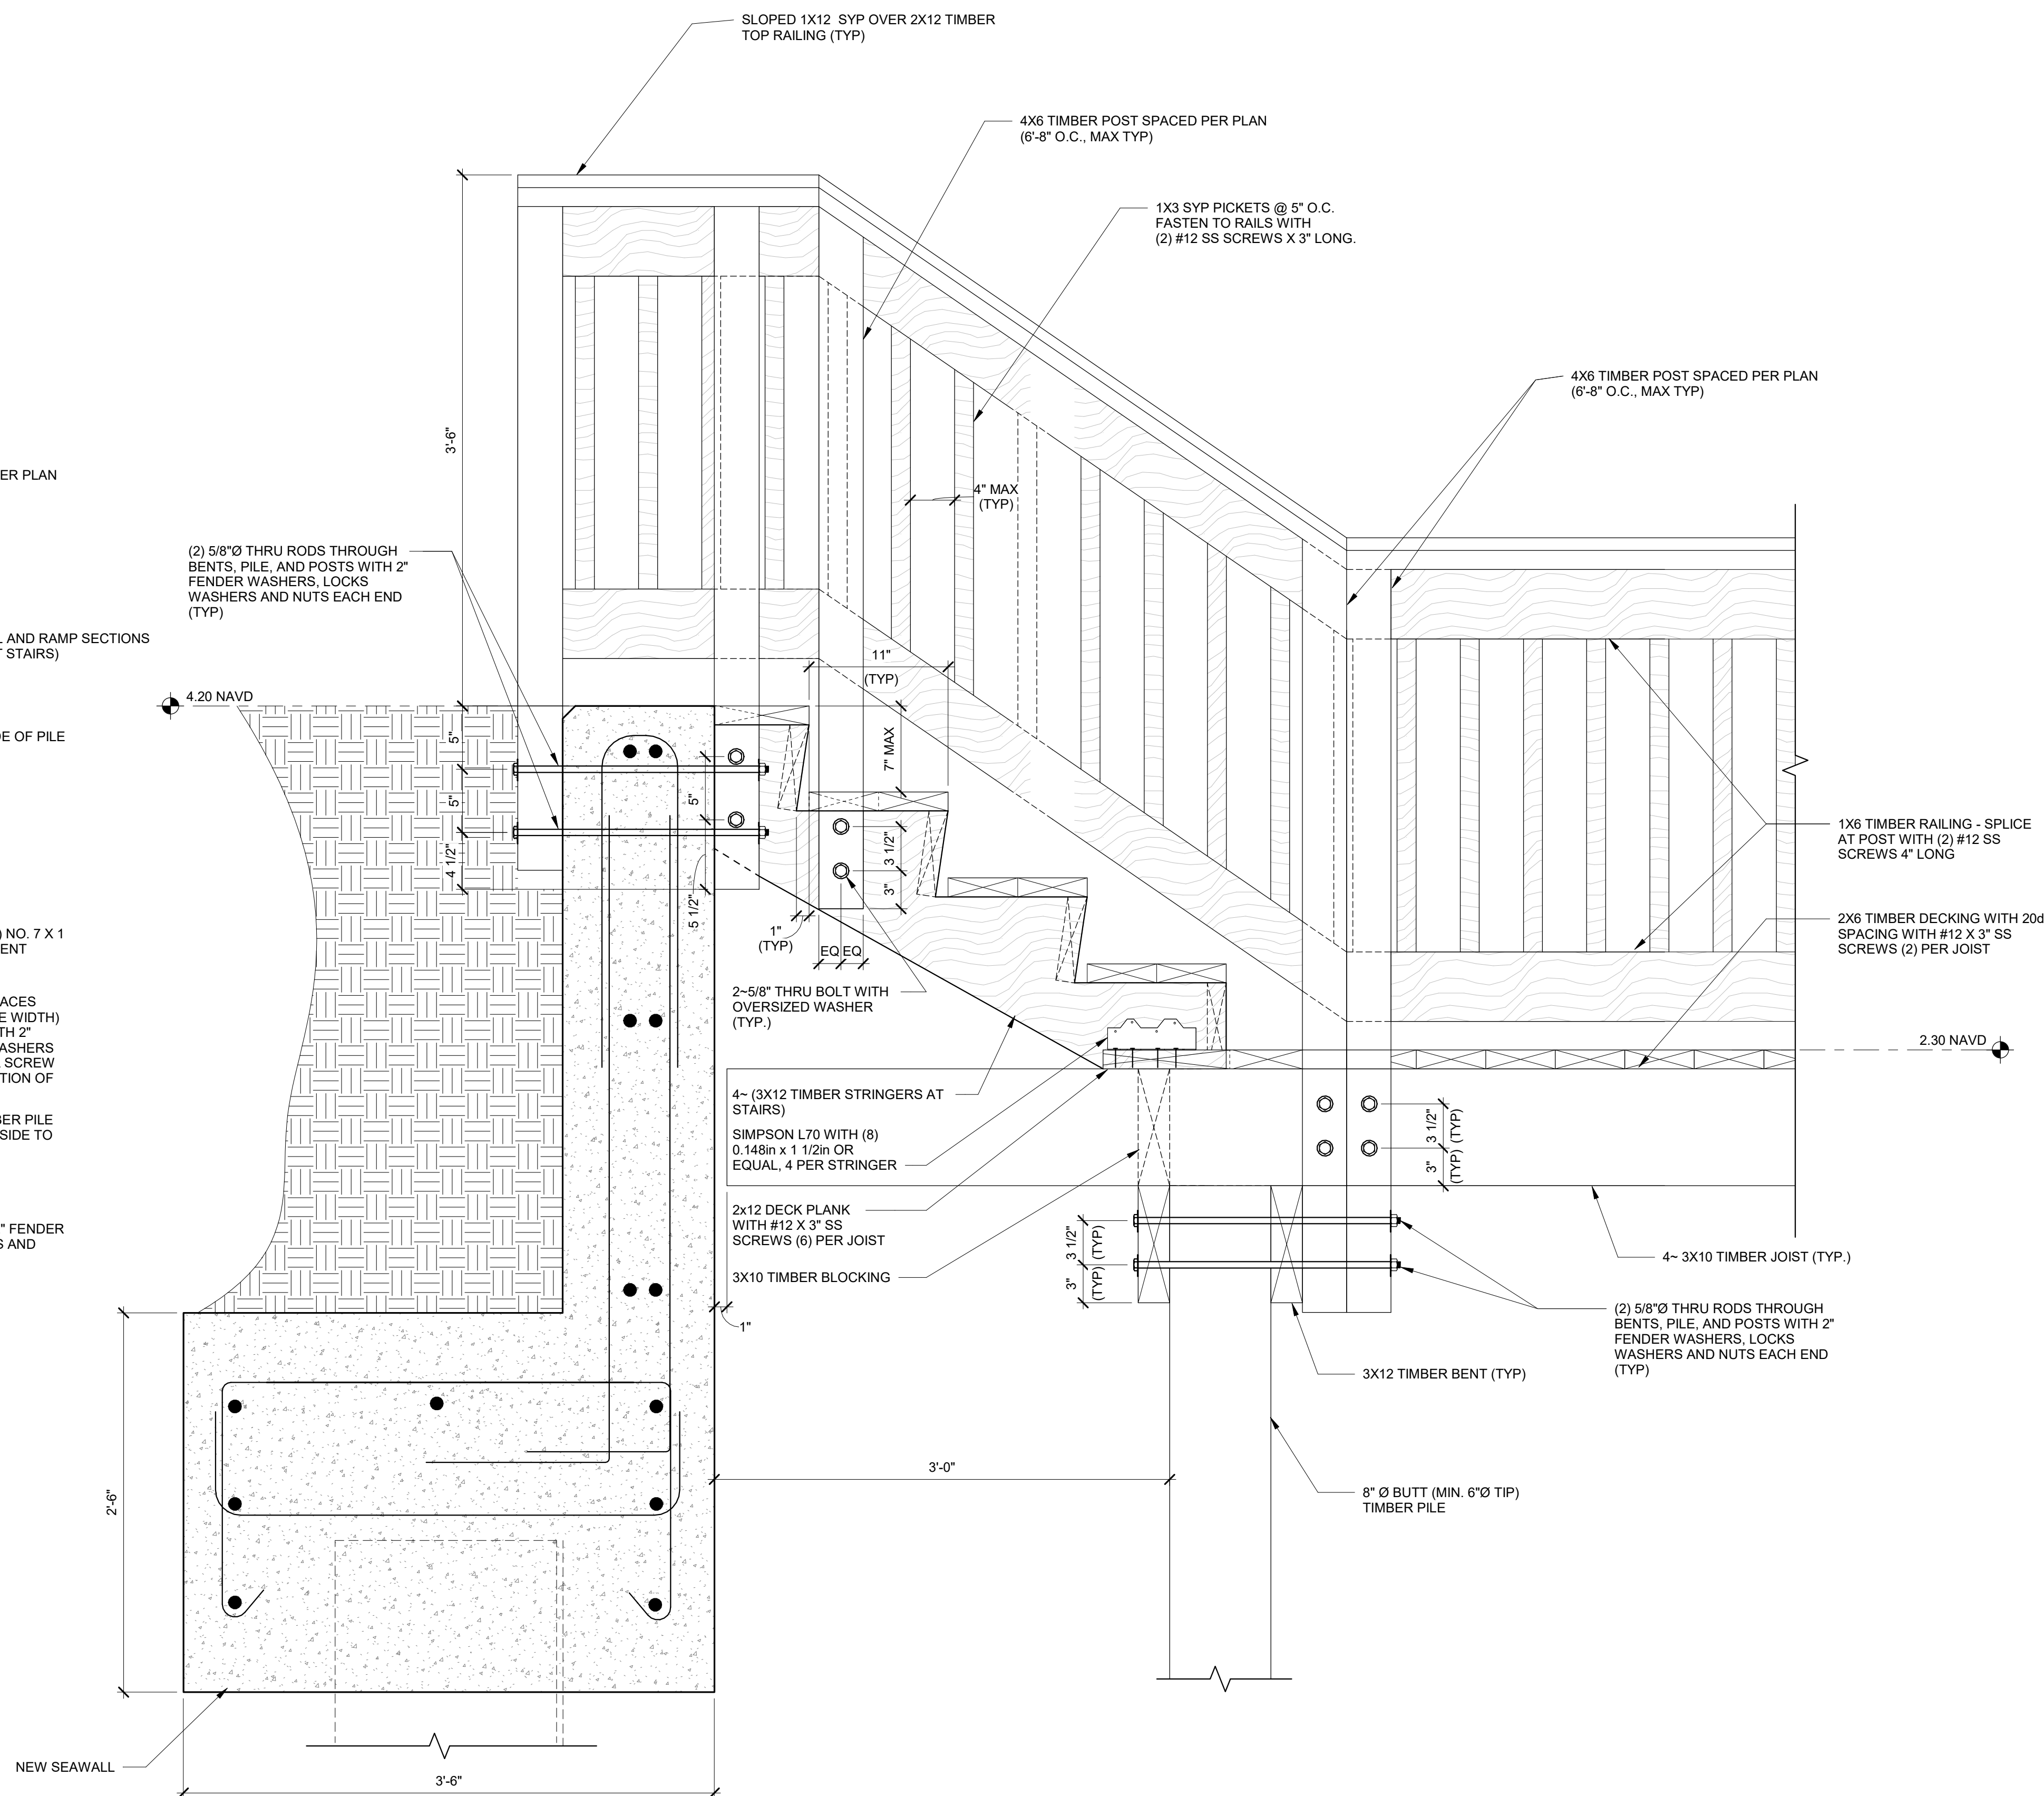 SLOPED 1X12 SYP OVER 2X12 TIMBER
TOP RAILING (TYP)
4X6 TIMBER POST SPACED PER PLAN
(6'-8" O.C., MAX TYP)
1X3 SYP PICKETS @ 5" O.C.
FASTEN TO RAILS WITH
(2) #12 SS SCREWS X 3" LONG.
4X6 TIMBER POST SPACED PER PLAN
(6'-8" O.C., MAX TYP)
3'-6"
ER PLAN
4" MAX
(TYP)
(2) 5/8"Ø THRU RODS THROUGH
BENTS, PILE, AND POSTS WITH 2"
FENDER WASHERS, LOCKS
WASHERS AND NUTS EACH END
(TYP)
L AND RAMP SECTIONS
T STAIRS)
11"
(TYP)
4.20 NAVD
DE OF PILE
5"
5"
4 1/2"
5"
5 1/2"
7" MAX
3 1/2"
3"
1"
(TYP)
EQ
EQ
1X6 TIMBER RAILING - SPLICE
AT POST WITH (2) #12 SS
SCREWS 4" LONG
2X6 TIMBER DECKING WITH 20d
SPACING WITH #12 X 3" SS
SCREWS (2) PER JOIST
) NO. 7 X 1
ENT
ACES
E WIDTH)
TH 2"
ASHERS
SCREW
TION OF
BER PILE
SIDE TO
" FENDER
S AND
2~5/8" THRU BOLT WITH
OVERSIZED WASHER
(TYP.)
2.30 NAVD
4~ (3X12 TIMBER STRINGERS AT
STAIRS)
SIMPSON L70 WITH (8)
0.148in x 1 1/2in OR
EQUAL, 4 PER STRINGER
2x12 DECK PLANK
WITH #12 X 3" SS
SCREWS (6) PER JOIST
3X10 TIMBER BLOCKING
3 1/2"
(TYP)
3"
(TYP)
3 1/2"
(TYP)
3"
(TYP)
4~ 3X10 TIMBER JOIST (TYP.)
1"
(2) 5/8"Ø THRU RODS THROUGH
BENTS, PILE, AND POSTS WITH 2"
FENDER WASHERS, LOCKS
WASHERS AND NUTS EACH END
(TYP)
3X12 TIMBER BENT (TYP)
3'-0"
8" Ø BUTT (MIN. 6"Ø TIP)
TIMBER PILE
2'-6"
NEW SEAWALL
3'-6"